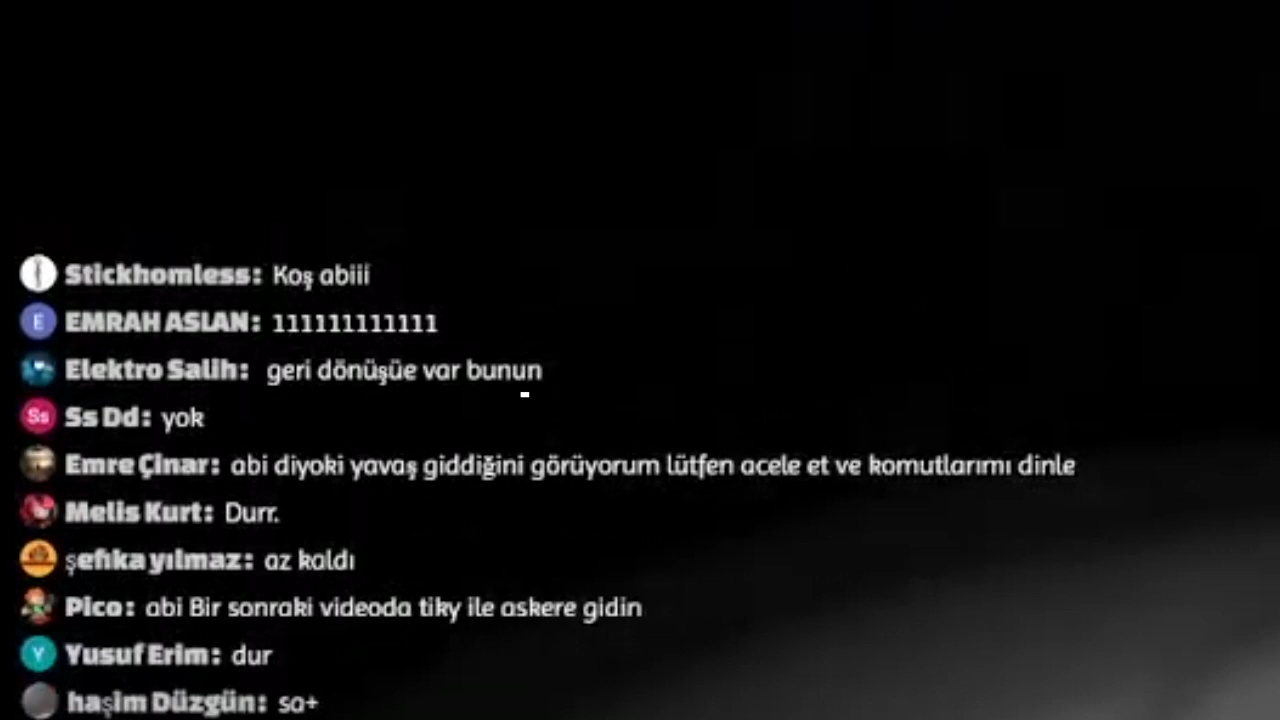 Stickhomless: Koş abiii
E EMRAH ASLAN: 111111111111
Elektro Salih: geri dönüşüe var bunun
Ss Ss Dd: yok
Emre Çinar: abi diyoki yavaş giddiğini görüyorum lütfen acele et ve komutlarımı dinle
Melis Kurt: Durr.
şefika yılmaz: az kaldı
Pico: abi Bir sonraki videoda tiky ile askere gidin
Y Yusuf Erim: dur
haşim Düzgün: sa+